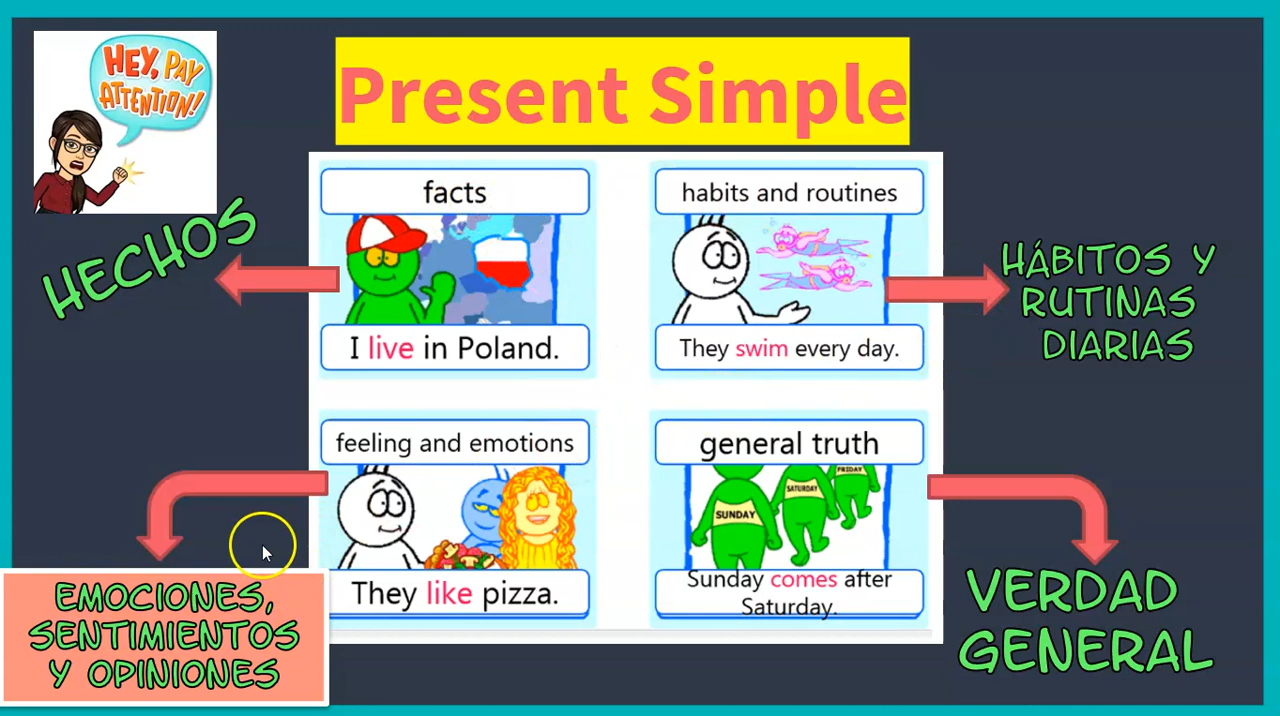 HEY, PAY
ATTENTION!
Present Simple
facts
I live in Poland.
HECHOS
habits and routines
They swim every day.
HÁBITOS Y
RUTINAS
DIARIAS
feeling and emotions
They like pizza.
EMOCIONES,
SENTIMIENTOS
Y OPINIONES
general truth
FRIDAY
SATURDAY
SUNDAY
Sunday comes after
Saturday.
VERDAD
GENERAL